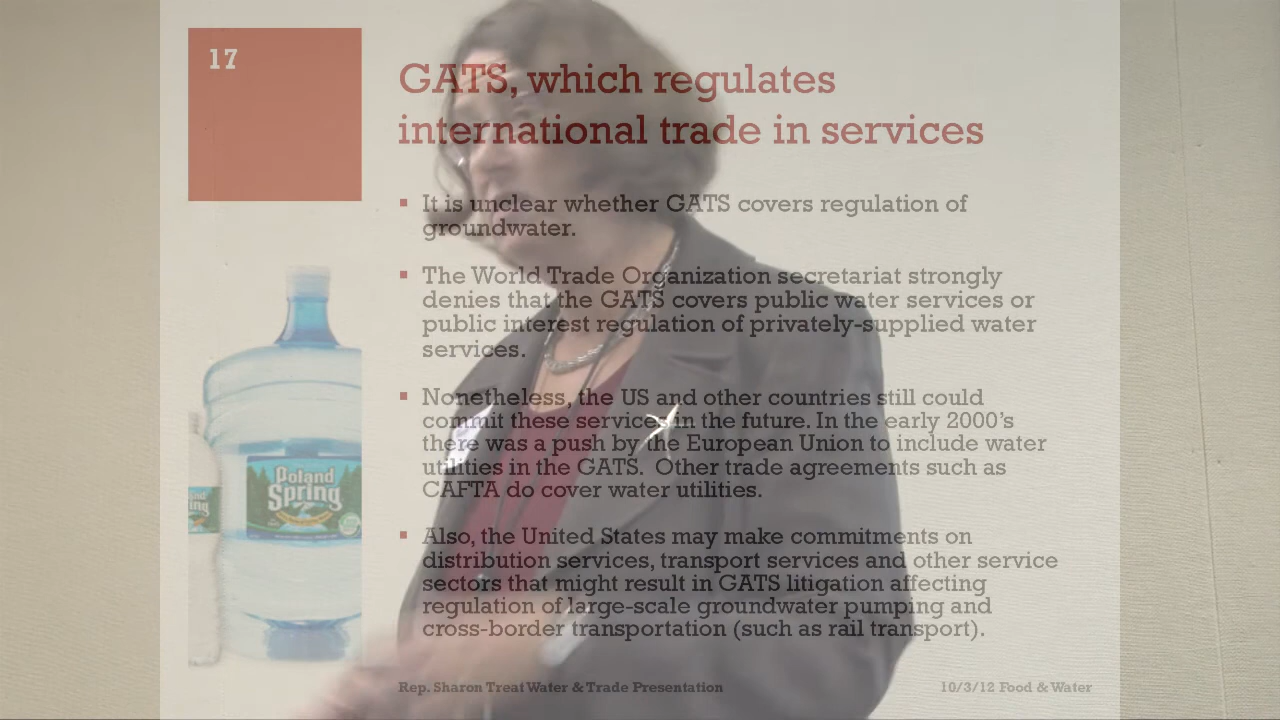 17
GATS, which regulates
international trade in services
It is unclear whether GATS covers regulation of
groundwater.
The World Trade Organization secretariat strongly
denies that the GATS covers public water services or
public interest regulation of privately-supplied water
services.
Nonetheless, the US and other countries still could
commit these services in the future. In the early 2000's
there was a push by the European Union to include water
utilities in the GATS.  Other trade agreements such as
CAFTA do cover water utilities.
Also, the United States may make commitments on
distribution services, transport services and other service
sectors that might result in GATS litigation affecting
regulation of large-scale groundwater pumping and
cross-border transportation (such as rail transport).
Poland
Spring
Rep. Sharon Treat Water & Trade Presentation
10/3/12 Food & Water